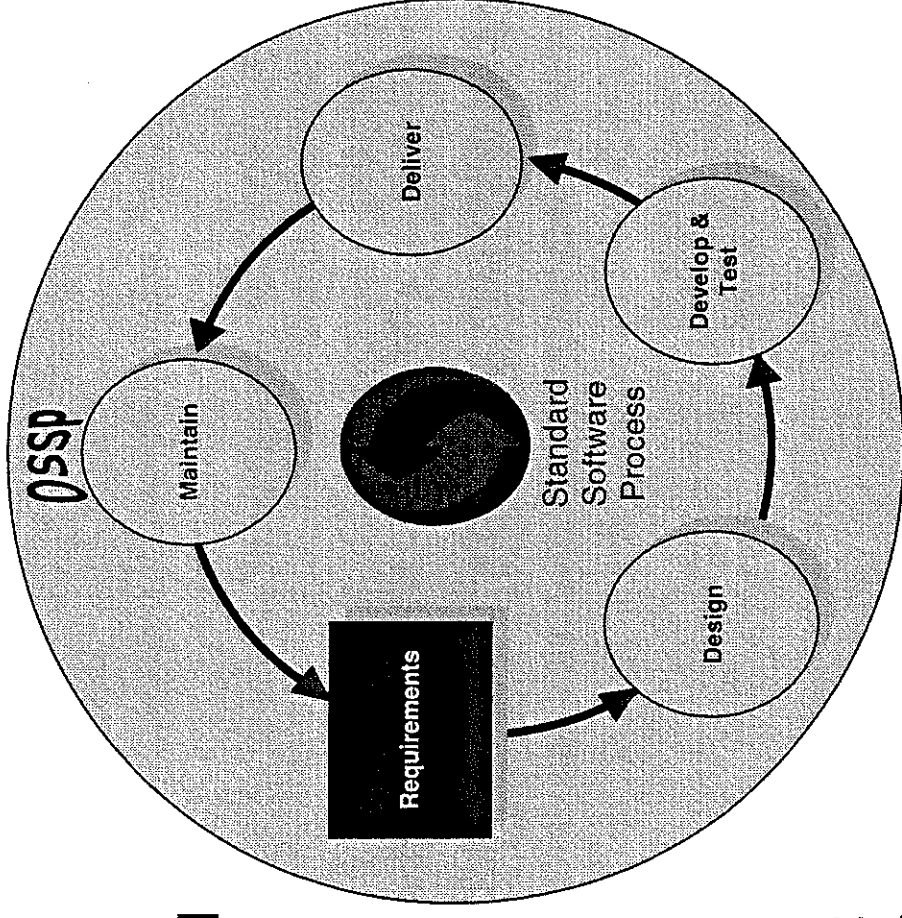 OSSP
Maintain
Deliver
Requirements
Standard
Software
Process
Develop &
Test
Design